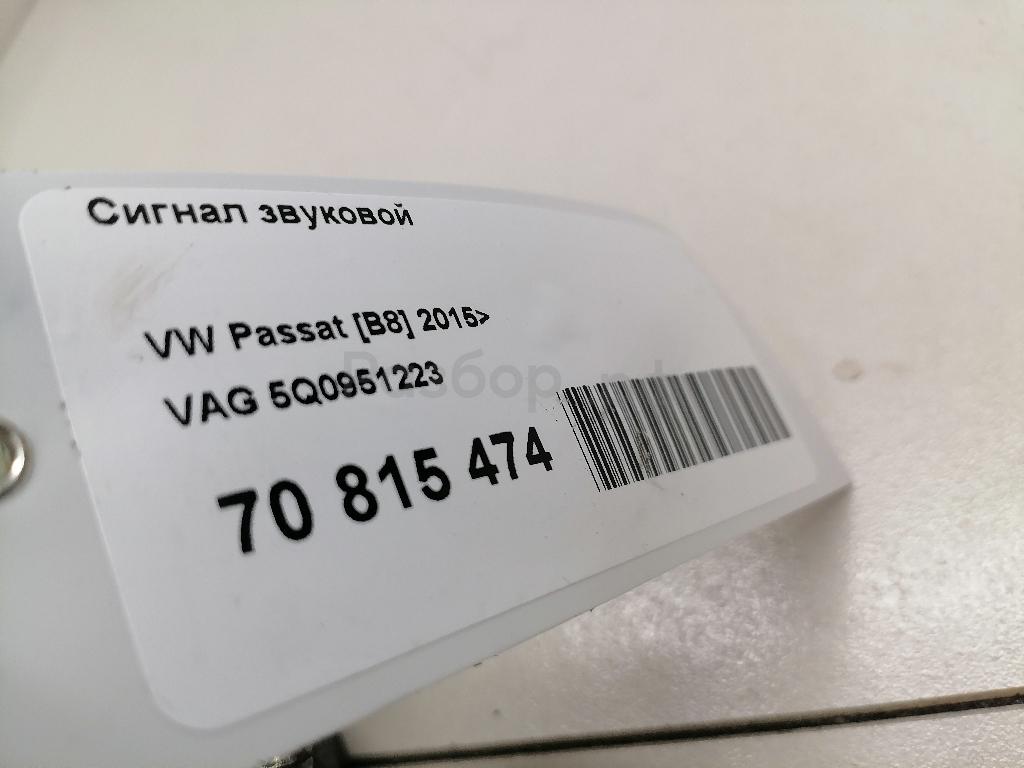 Сигнал звуковой
VW Passat [B8] 2015>
VAG 5Q0951223
70 815 474